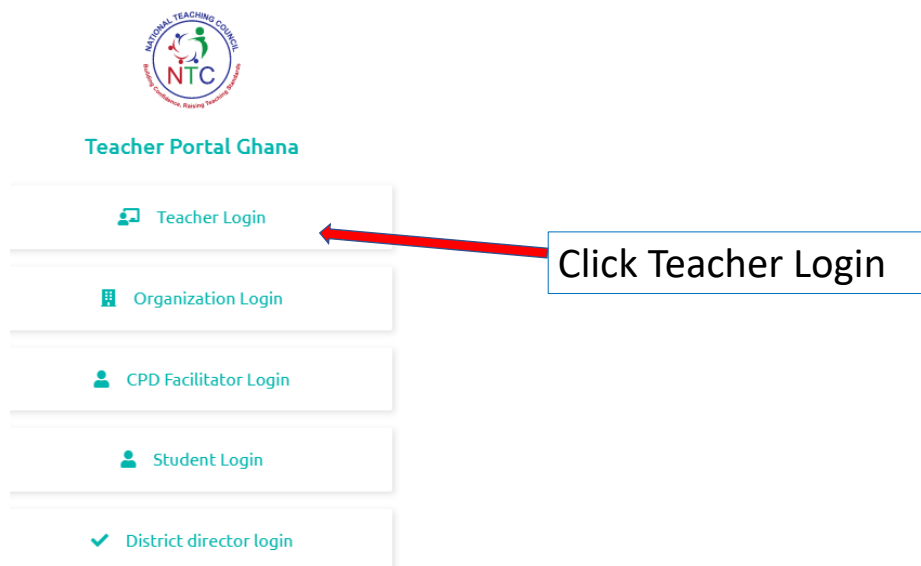 NATIONAL TEACHING COUNCIL
NTC
Building Confidence, Raising Teaching Standards
Teacher Portal Ghana
Teacher Login
Click Teacher Login
Organization Login
CPD Facilitator Login
Student Login
District director login